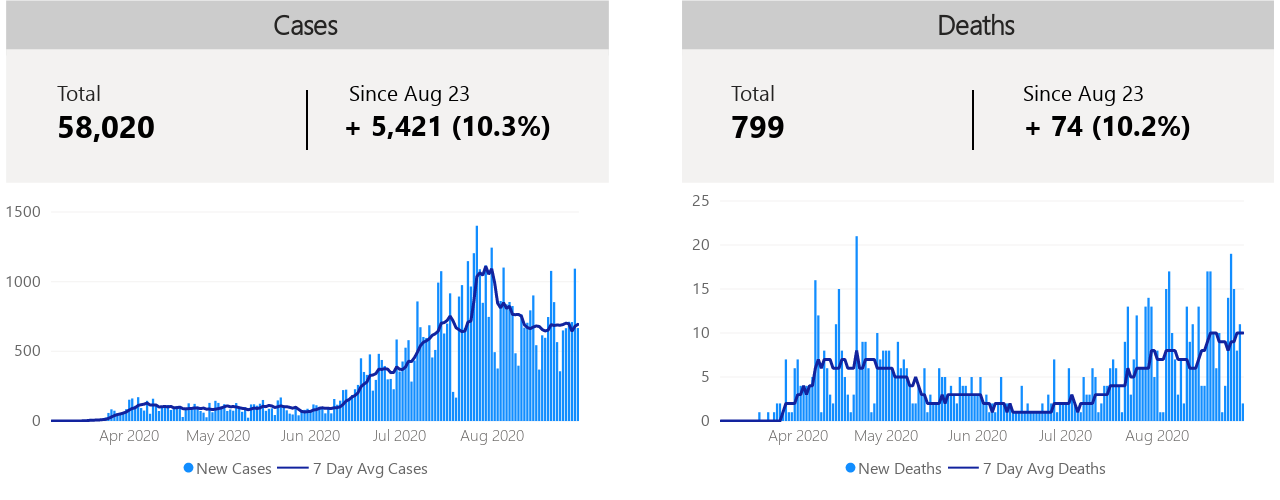 Cases
Total
58,020
Since Aug 23
+ 5,421 (10.3%)
1500
1000
500
0
Apr 2020 May 2020 Jun 2020 Jul 2020 Aug 2020
New Cases 7 Day Avg Cases
Deaths
Total
799
Since Aug 23
+ 74 (10.2%)
25
20
15
10
5
0
Apr 2020 May 2020 Jun 2020 Jul 2020 Aug 2020
New Deaths 7 Day Avg Deaths